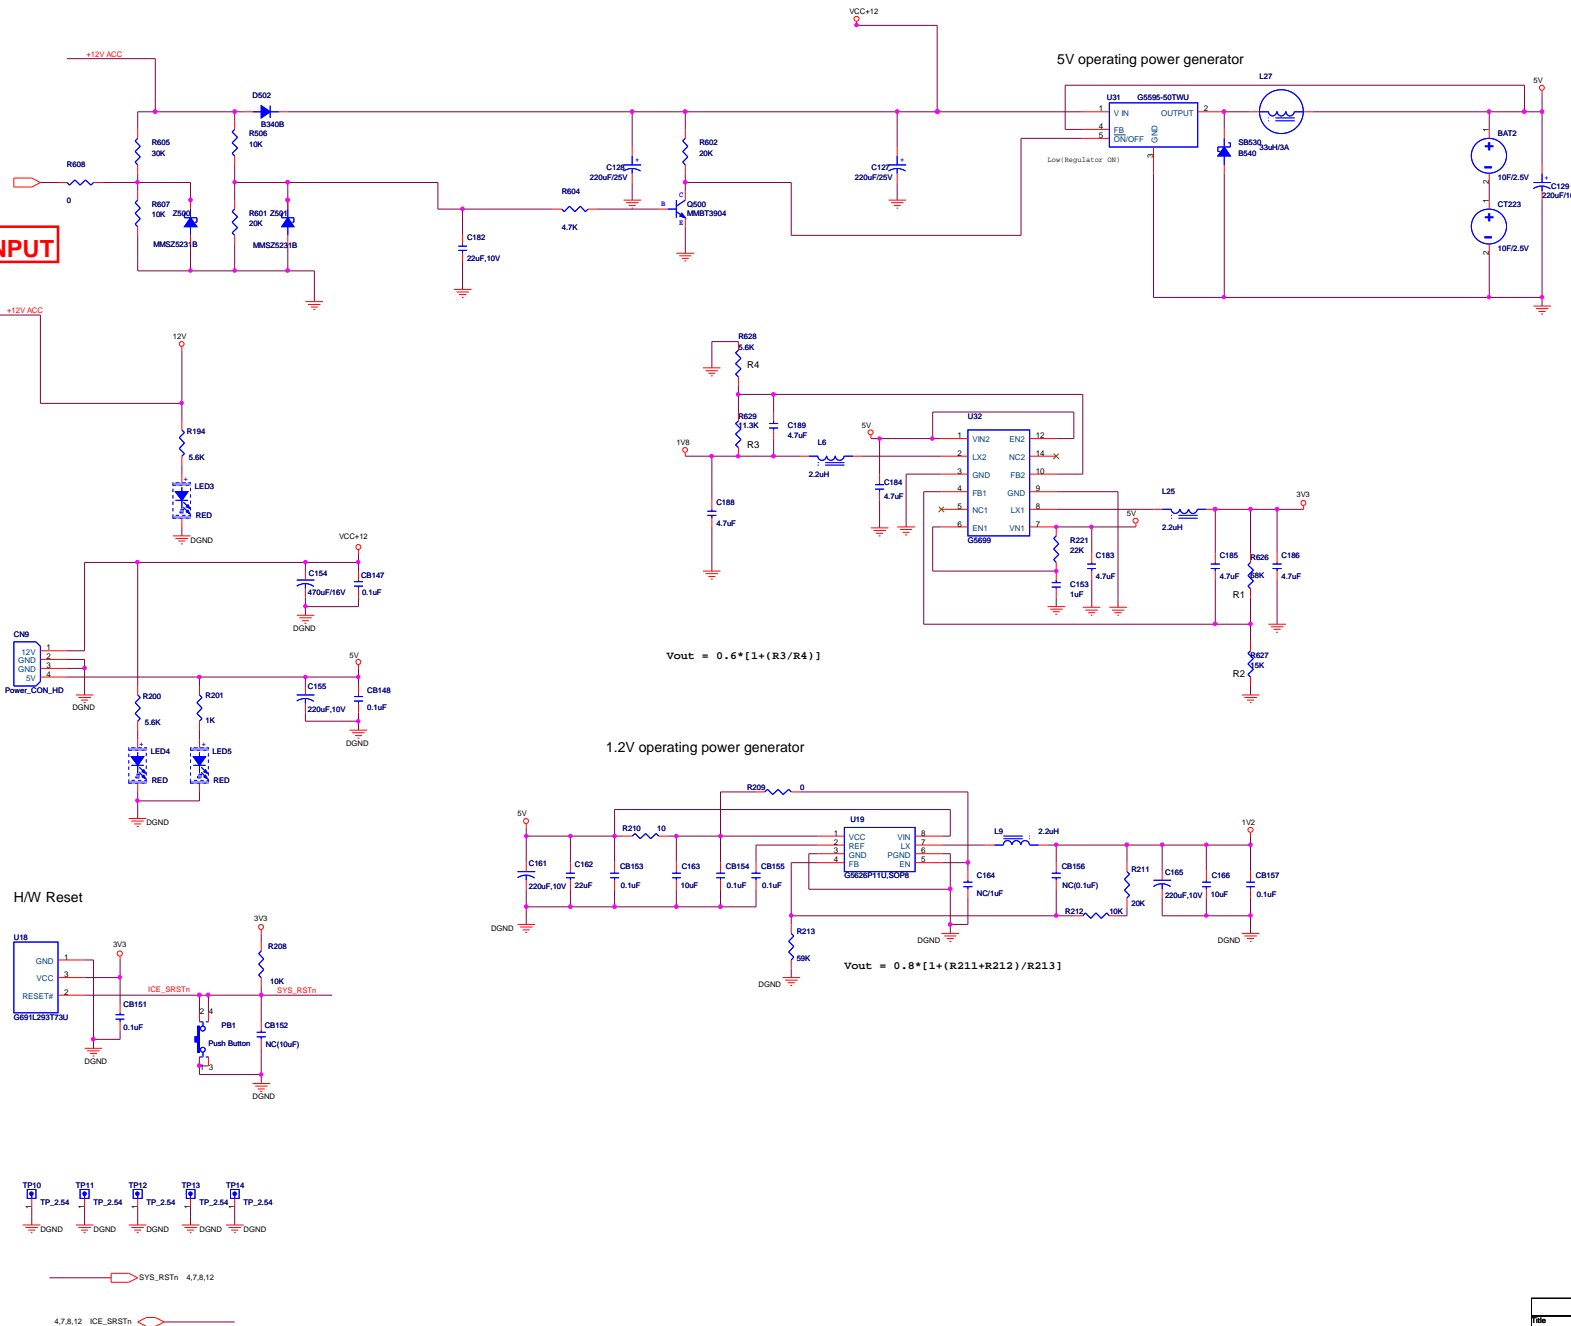 VCC+12
+12V ACC
5V operating power generator
L27
5V
D502
B340B
U31 G5595-50TWU
1 V IN OUTPUT 2
4 FB
5 ON/OFF
GND
3
Low(Regulator ON)
33uH/3A
SB530
B540
1
BAT2
10F/2.5V
2
1
CT223
10F/2.5V
2
C129
R605
30K
R506
10K
R608
0
R607
10K
Z500
MMSZ5231B
R601
20K
Z501
MMSZ5231B
C182
22uF,10V
R604
4.7K
C128
220uF/25V
R602
20K
B
C
E
Q500
MMBT3904
C127
220uF/25V
+12V ACC
12V
R194
5.6K
LED3
RED
DGND
R628
5.6K
R4
R629
11.3K
R3
C189
4.7uF
1V8
L6
2.2uH
5V
C188
4.7uF
C184
4.7uF
U32
1 VIN2 EN2 12
2 LX2 NC2 14
3 GND FB2 10
4 FB1 GND 9
5 NC1 LX1 8
6 EN1 VN1 7
G5699
R221
22K
C153
1uF
C183
4.7uF
5V
L25
2.2uH
3V3
C185
4.7uF
R626
68K
R1
C186
4.7uF
R627
15K
R2
Vout = 0.6*[1+(R3/R4)]
VCC+12
C154
470uF/16V
CB147
0.1uF
DGND
CN9
12V 1
GND 2
GND 3
5V 4
Power_CON_HD
DGND
5V
C155
220uF,10V
CB148
0.1uF
DGND
R200
5.6K
R201
1K
LED4
RED
LED5
RED
DGND
1.2V operating power generator
R209 0
5V
R210 10
U19
1 VCC VIN 8
2 REF LX 7
3 GND PGND 6
4 FB EN 5
G5626P11U,SOP8
L9 2.2uH
1V2
C161
220uF,10V
C162
22uF
CB153
0.1uF
C163
10uF
CB154
0.1uF
CB155
0.1uF
C164
NC/1uF
CB156
NC(0.1uF)
R211
20K
R212 10K
C165
220uF,10V
C166
10uF
CB157
0.1uF
DGND
DGND
DGND
R213
59K
DGND
Vout = 0.8*[1+(R211+R212)/R213]
H/W Reset
U18
GND 1
VCC 3
RESET# 2
G691L293T73U
3V3
CB151
0.1uF
DGND
3V3
R208
10K
ICE_SRSTn
SYS_RSTn
2 4
PB1
Push Button
1 3
CB152
NC(10uF)
DGND
TP10 TP11 TP12 TP13 TP14
TP_2.54 TP_2.54 TP_2.54 TP_2.54 TP_2.54
1 1 1 1 1
DGND DGND DGND DGND DGND
SYS_RSTn 4,7,8,12
4,7,8,12 ICE_SRSTn
Title